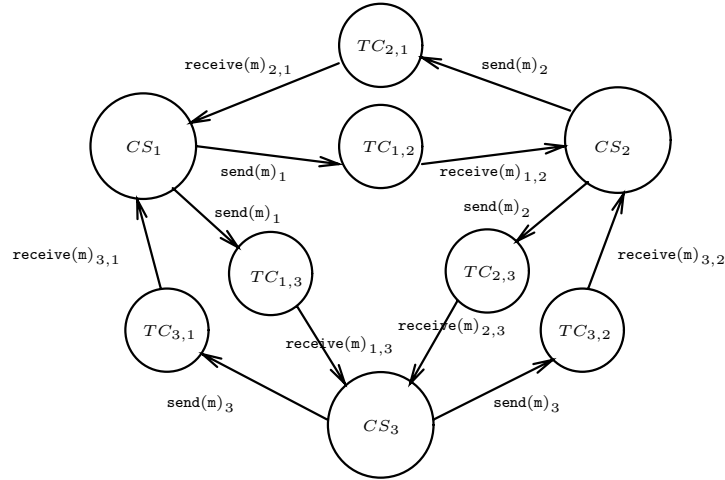 TC2,1
receive(m)2,1
send(m)2
CS1
TC1,2
CS2
send(m)1
receive(m)1,2
send(m)1
send(m)2
receive(m)3,1
TC1,3
TC2,3
receive(m)3,2
TC3,1
receive(m)1,3
receive(m)2,3
TC3,2
send(m)3
CS3
send(m)3